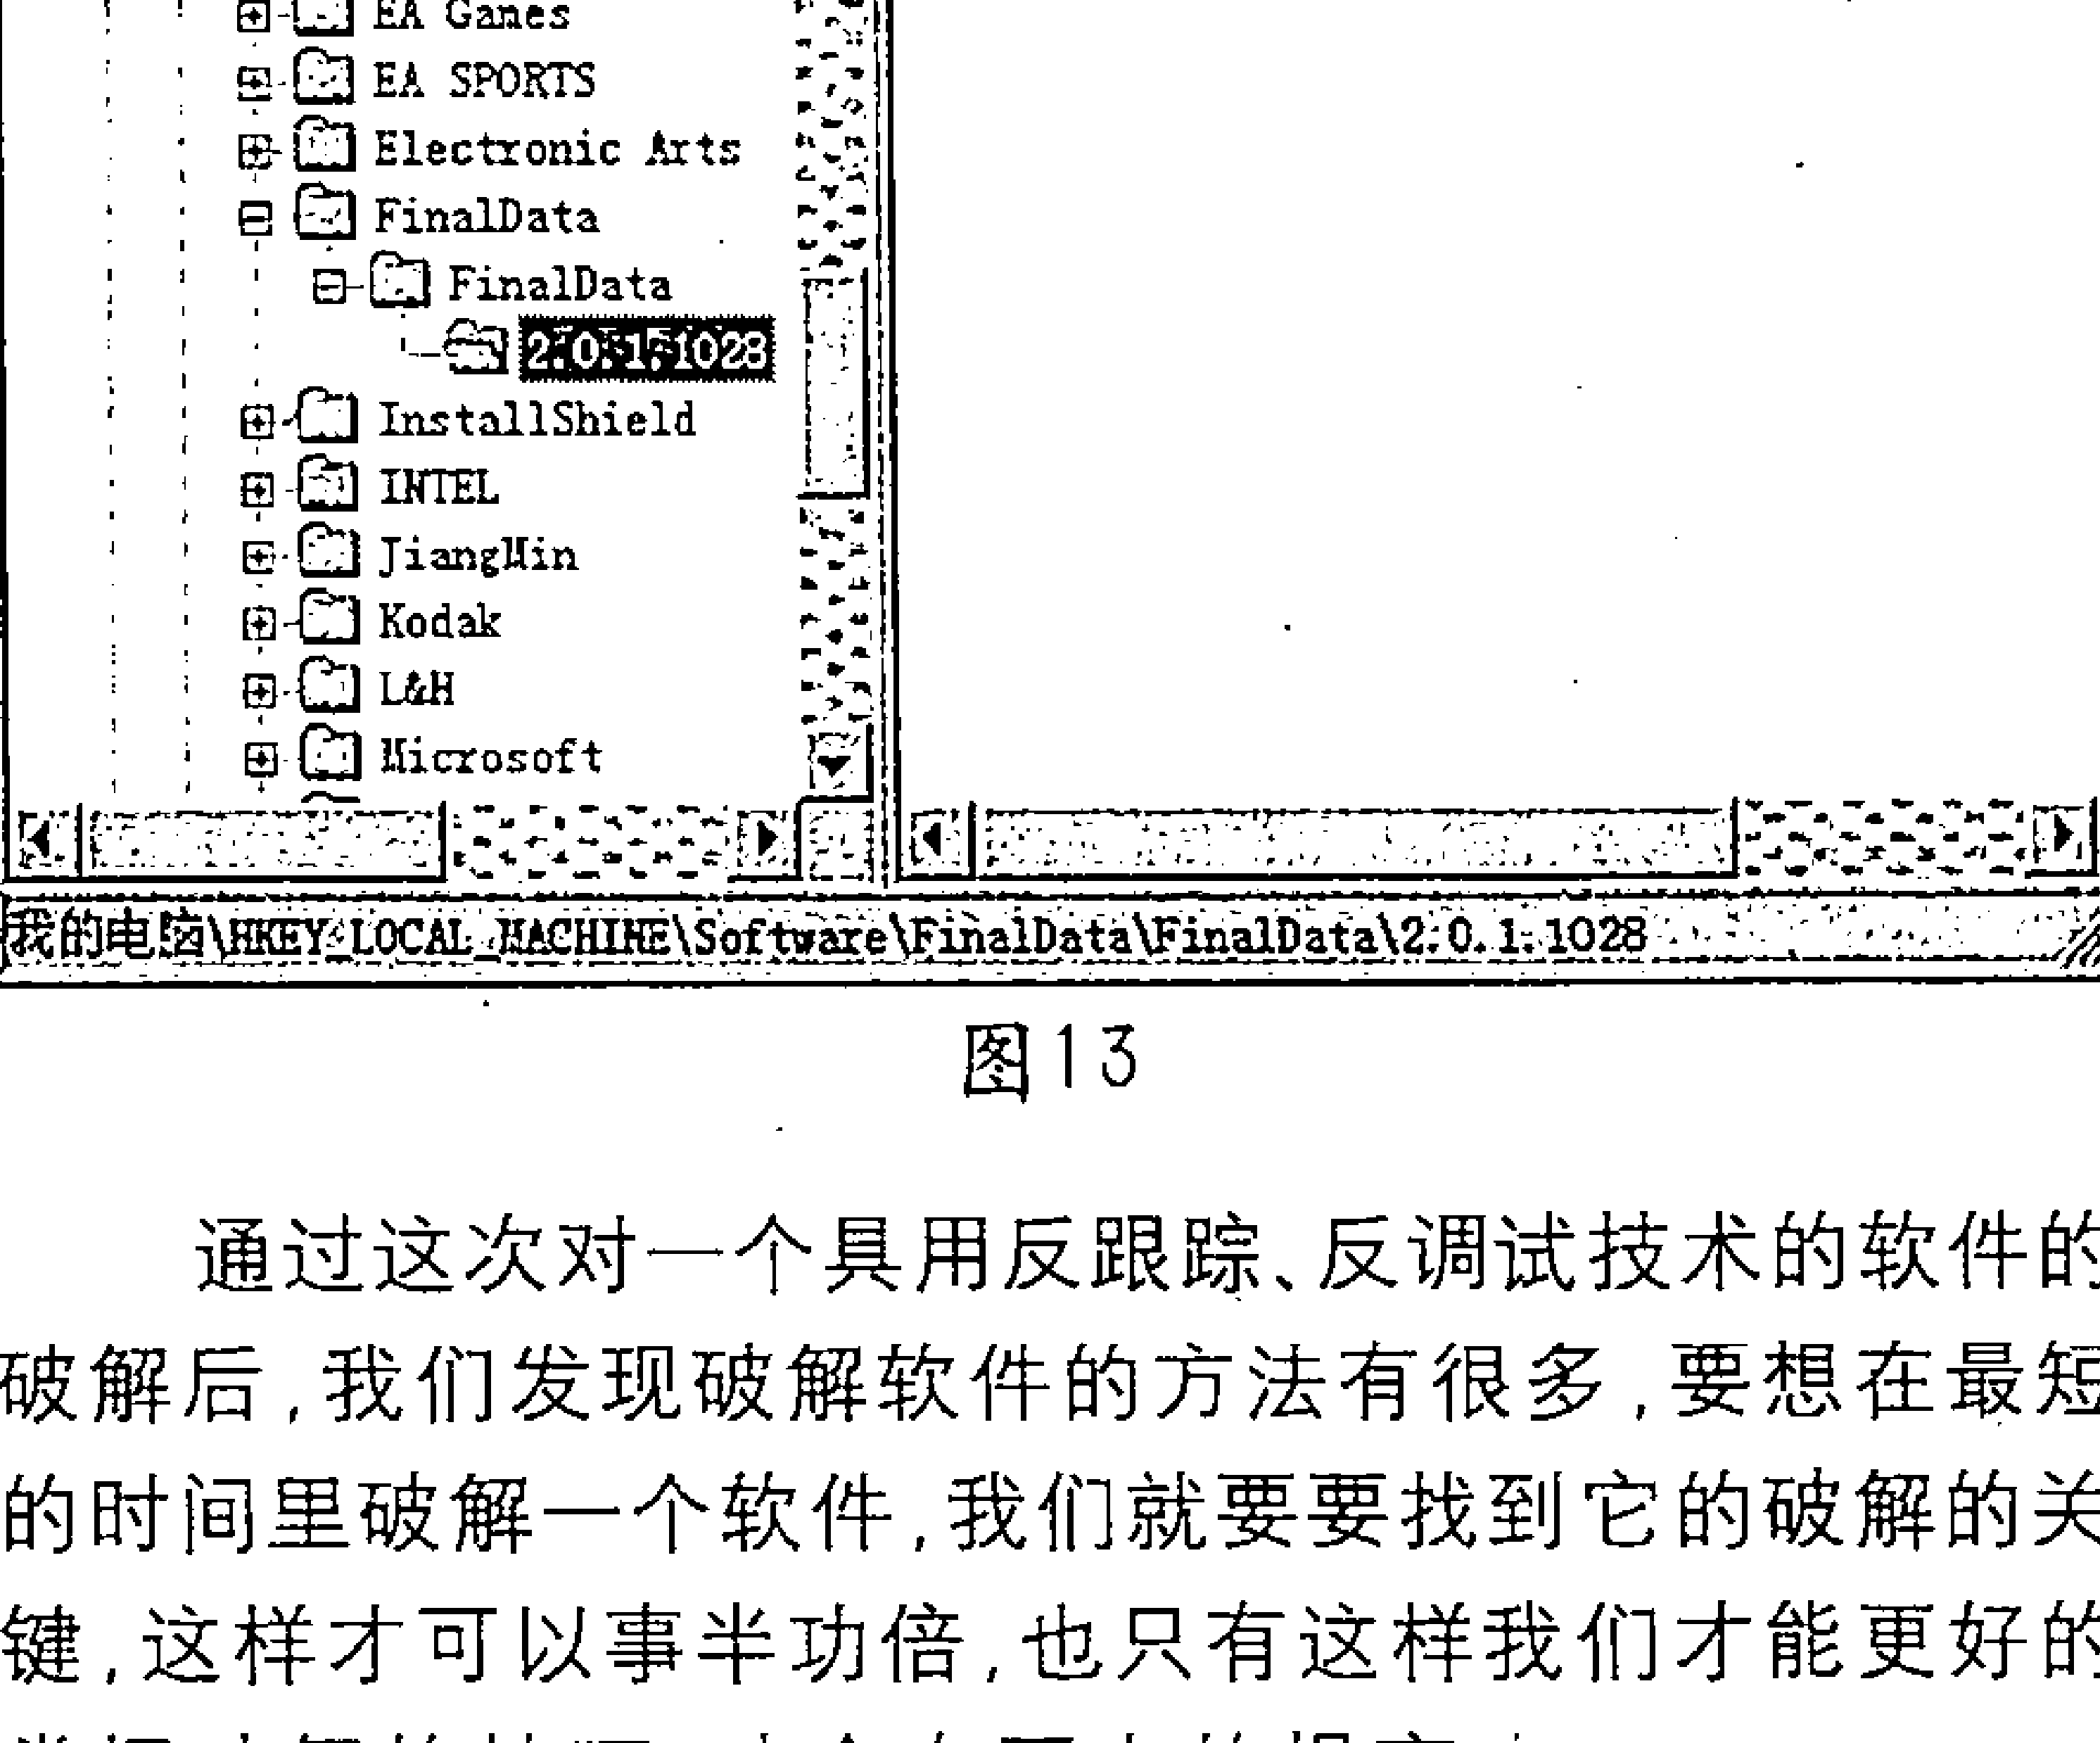 EA Games
EA SPORTS
Electronic Arts
FinalData
FinalData
2.0.1.1028
InstallShield
INTEL
JiangMin
Kodak
L&H
Microsoft
我的电脑\HKEY_LOCAL_MACHINE\Software\FinalData\FinalData\2.0.1.1028
图13
通过这次对一个具用反跟踪、反调试技术的软件的
破解后,我们发现破解软件的方法有很多,要想在最短
的时间里破解一个软件,我们就要要找到它的破解的关
键,这样才可以事半功倍,也只有这样我们才能更好的